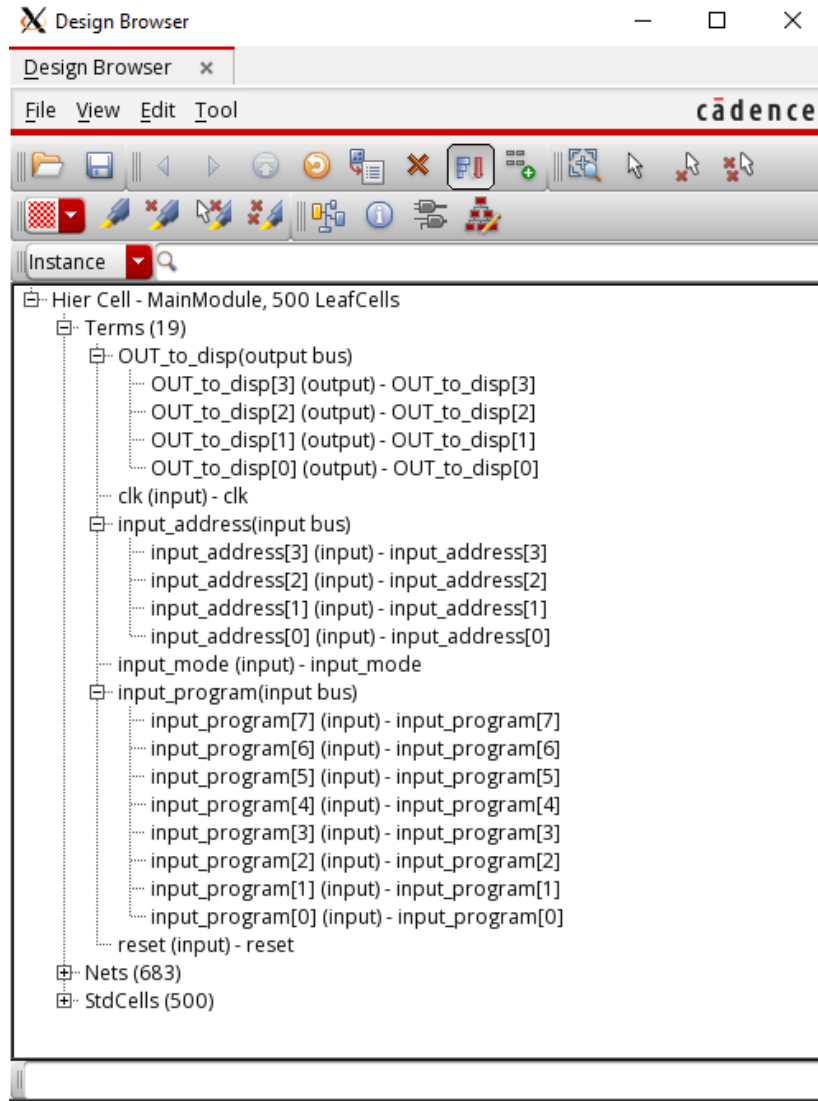 Design Browser
Design Browser
File View Edit Tool
cādence
Instance
Hier Cell - MainModule, 500 LeafCells
Terms (19)
OUT_to_disp(output bus)
OUT_to_disp[3] (output) - OUT_to_disp[3]
OUT_to_disp[2] (output) - OUT_to_disp[2]
OUT_to_disp[1] (output) - OUT_to_disp[1]
OUT_to_disp[0] (output) - OUT_to_disp[0]
clk (input) - clk
input_address(input bus)
input_address[3] (input) - input_address[3]
input_address[2] (input) - input_address[2]
input_address[1] (input) - input_address[1]
input_address[0] (input) - input_address[0]
input_mode (input) - input_mode
input_program(input bus)
input_program[7] (input) - input_program[7]
input_program[6] (input) - input_program[6]
input_program[5] (input) - input_program[5]
input_program[4] (input) - input_program[4]
input_program[3] (input) - input_program[3]
input_program[2] (input) - input_program[2]
input_program[1] (input) - input_program[1]
input_program[0] (input) - input_program[0]
reset (input) - reset
Nets (683)
StdCells (500)